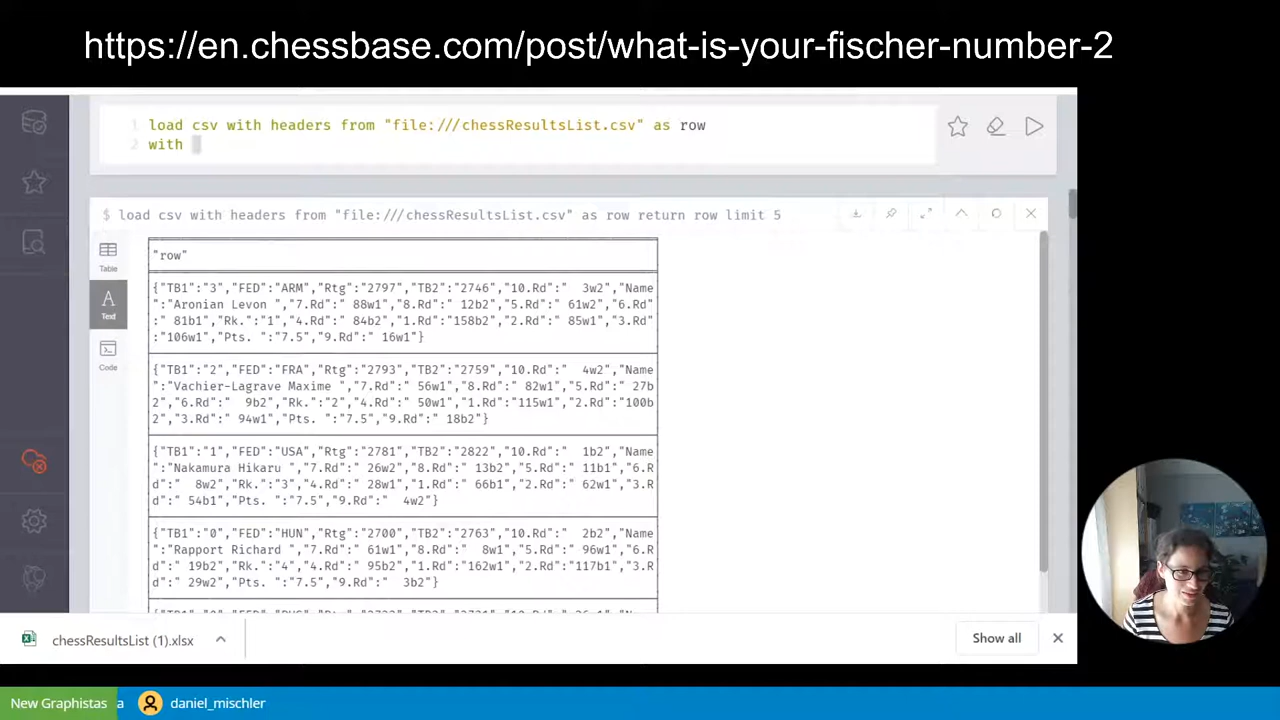 https://en.chessbase.com/post/what-is-your-fischer-number-2
1 load csv with headers from "file:///chessResultsList.csv" as row
2 with
$ load csv with headers from "file:///chessResultsList.csv" as row return row limit 5
Table
A
Text
Code
"row"
{"TB1":"3","FED":"ARM","Rtg":"2797","TB2":"2746","10.Rd":"  3w2","Name
":"Aronian Levon ","7.Rd":" 88w1","8.Rd":" 12b2","5.Rd":" 61w2","6.Rd"
:" 81b1","Rk.":"1","4.Rd":" 84b2","1.Rd":"158b2","2.Rd":" 85w1","3.Rd"
:"106w1","Pts. ":"7.5","9.Rd":" 16w1"}
{"TB1":"2","FED":"FRA","Rtg":"2793","TB2":"2759","10.Rd":"  4w2","Name
":"Vachier-Lagrave Maxime ","7.Rd":" 56w1","8.Rd":" 82w1","5.Rd":" 27b
2","6.Rd":"  9b2","Rk.":"2","4.Rd":" 50w1","1.Rd":"115w1","2.Rd":"100b
2","3.Rd":" 94w1","Pts. ":"7.5","9.Rd":" 18b2"}
{"TB1":"1","FED":"USA","Rtg":"2781","TB2":"2822","10.Rd":"  1b2","Name
":"Nakamura Hikaru ","7.Rd":" 26w2","8.Rd":" 13b2","5.Rd":" 11b1","6.R
d":"  8w2","Rk.":"3","4.Rd":" 28w1","1.Rd":" 66b1","2.Rd":" 62w1","3.R
d":" 54b1","Pts. ":"7.5","9.Rd":"  4w2"}
{"TB1":"0","FED":"HUN","Rtg":"2700","TB2":"2763","10.Rd":"  2b2","Name
":"Rapport Richard ","7.Rd":" 61w1","8.Rd":"  8w1","5.Rd":" 96w1","6.R
d":" 19b2","Rk.":"4","4.Rd":" 95b2","1.Rd":"162w1","2.Rd":"117b1","3.R
d":" 29w2","Pts. ":"7.5","9.Rd":"  3b2"}
chessResultsList (1).xlsx
Show all
New Graphistas a
daniel_mischler